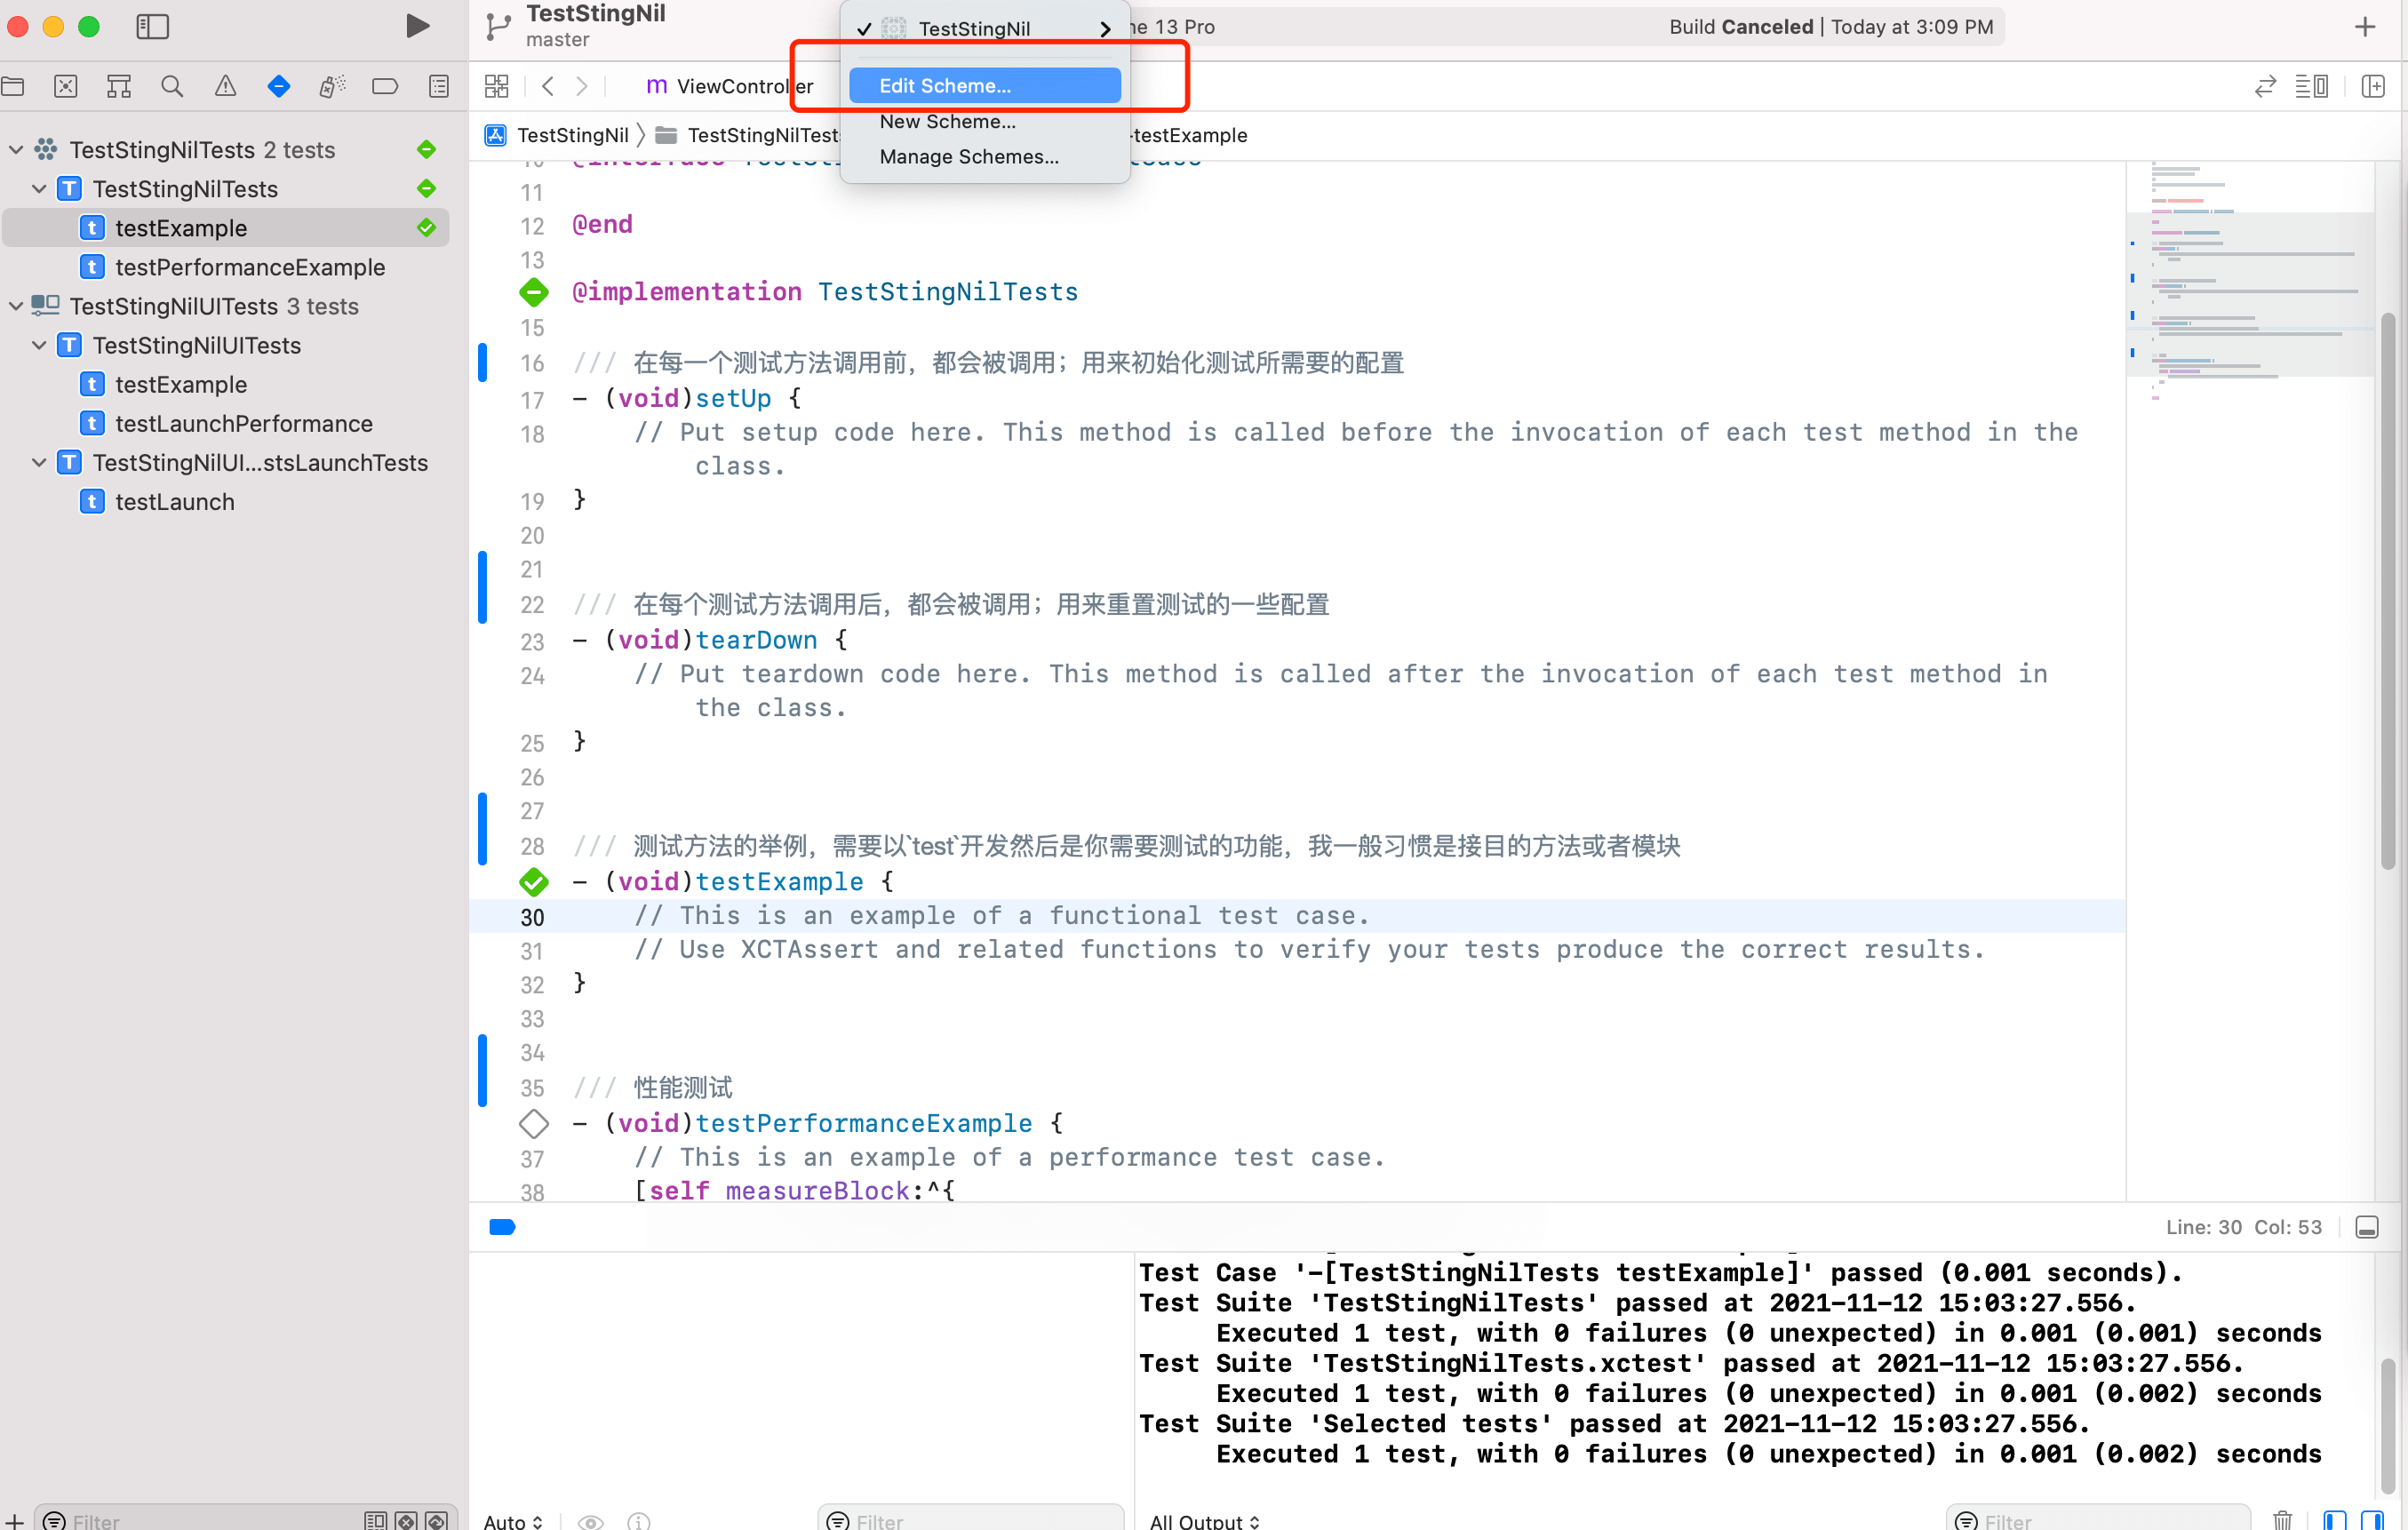 TestStingNil
master
TestStingNil
ne 13 Pro
Build Canceled | Today at 3:09 PM
ViewController
Edit Scheme...
New Scheme...
Manage Schemes...
TestStingNil
TestStingNilTests
-testExample
TestStingNilTests 2 tests
TestStingNilTests
testExample
testPerformanceExample
TestStingNilUITests 3 tests
TestStingNilUITests
testExample
testLaunchPerformance
TestStingNilUI...stsLaunchTests
testLaunch
11
12 @end
13
@implementation TestStingNilTests
15
16 /// 在每一个测试方法调用前，都会被调用；用来初始化测试所需要的配置
17 - (void)setUp {
18 // Put setup code here. This method is called before the invocation of each test method in the
class.
19 }
20
21
22 /// 在每个测试方法调用后，都会被调用；用来重置测试的一些配置
23 - (void)tearDown {
24 // Put teardown code here. This method is called after the invocation of each test method in
the class.
25 }
26
27
28 /// 测试方法的举例，需要以`test`开发然后是你需要测试的功能，我一般习惯是接目的方法或者模块
- (void)testExample {
30 // This is an example of a functional test case.
31 // Use XCTAssert and related functions to verify your tests produce the correct results.
32 }
33
34
35 /// 性能测试
- (void)testPerformanceExample {
37 // This is an example of a performance test case.
38 [self measureBlock:^{
Line: 30 Col: 53
Test Case '-[TestStingNilTests testExample]' passed (0.001 seconds).
Test Suite 'TestStingNilTests' passed at 2021-11-12 15:03:27.556.
Executed 1 test, with 0 failures (0 unexpected) in 0.001 (0.001) seconds
Test Suite 'TestStingNilTests.xctest' passed at 2021-11-12 15:03:27.556.
Executed 1 test, with 0 failures (0 unexpected) in 0.001 (0.002) seconds
Test Suite 'Selected tests' passed at 2021-11-12 15:03:27.556.
Executed 1 test, with 0 failures (0 unexpected) in 0.001 (0.002) seconds
Filter
Auto
Filter
All Output
Filter